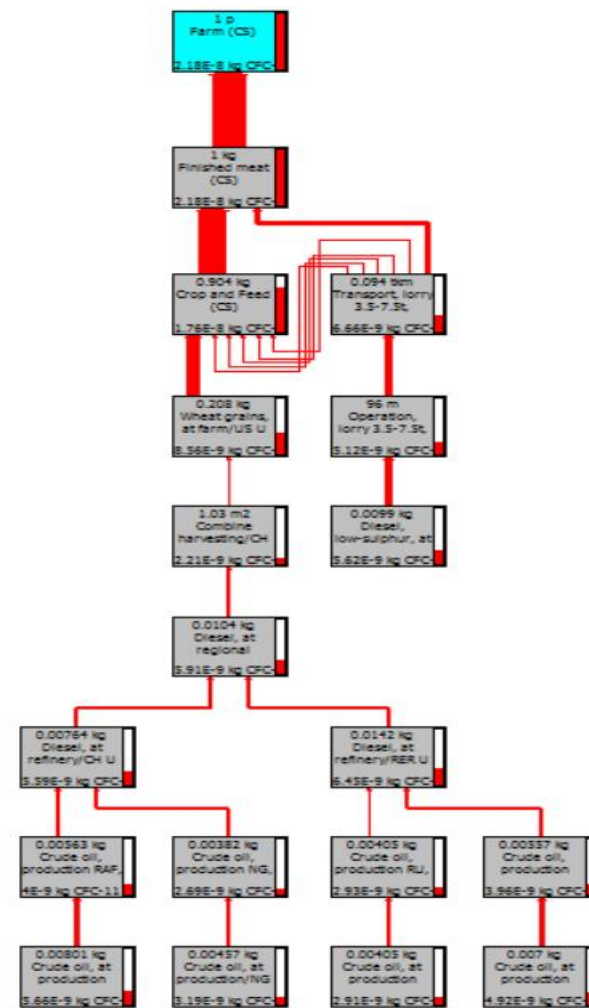 1 p
Farm (CS)
2.18E-8 kg CFC-
1 kg
Finished meat
(CS)
2.18E-8 kg CFC-
0.904 kg
Crop and Feed
(CS)
1.76E-8 kg CFC-
0.094 tkm
Transport, lorry
3.5-7.5t,
6.66E-9 kg CFC-
0.208 kg
Wheat grains,
at farm/US U
8.56E-9 kg CFC-
96 m
Operation,
lorry 3.5-7.5t,
5.12E-9 kg CFC-
1.03 m2
Combine
harvesting/CH
2.21E-9 kg CFC-
0.0099 kg
Diesel,
low-sulphur, at
5.62E-9 kg CFC-
0.0104 kg
Diesel, at
regional
5.91E-9 kg CFC-
0.00764 kg
Diesel, at
refinery/CH U
5.59E-9 kg CFC-
0.0142 kg
Diesel, at
refinery/RER U
6.45E-9 kg CFC-
0.00563 kg
Crude oil,
production RAF,
4E-9 kg CFC-11
0.00382 kg
Crude oil,
production NG,
2.69E-9 kg CFC-
0.00405 kg
Crude oil,
production RU,
2.93E-9 kg CFC-
0.00557 kg
Crude oil,
production
3.96E-9 kg CFC-
0.00801 kg
Crude oil, at
production
5.66E-9 kg CFC-
0.00457 kg
Crude oil, at
production/NG
3.19E-9 kg CFC-
0.00405 kg
Crude oil, at
production
2.91E-9 kg CFC-
0.007 kg
Crude oil, at
production
4.92E-9 kg CFC-